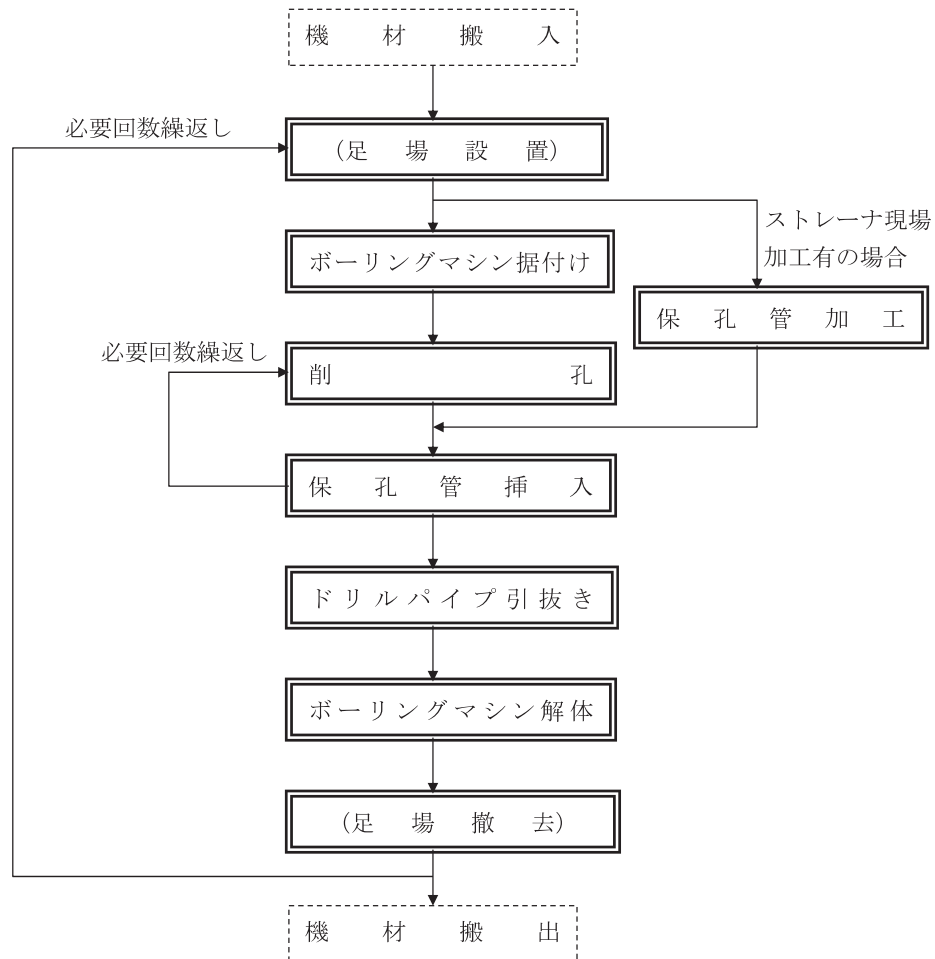 機材搬入
必要回数繰返し
(足場設置)
ストレーナ現場
加工有の場合
ボーリングマシン据付け
保孔管加工
必要回数繰返し
削孔
保孔管挿入
ドリルパイプ引抜き
ボーリングマシン解体
(足場撤去)
機材搬出